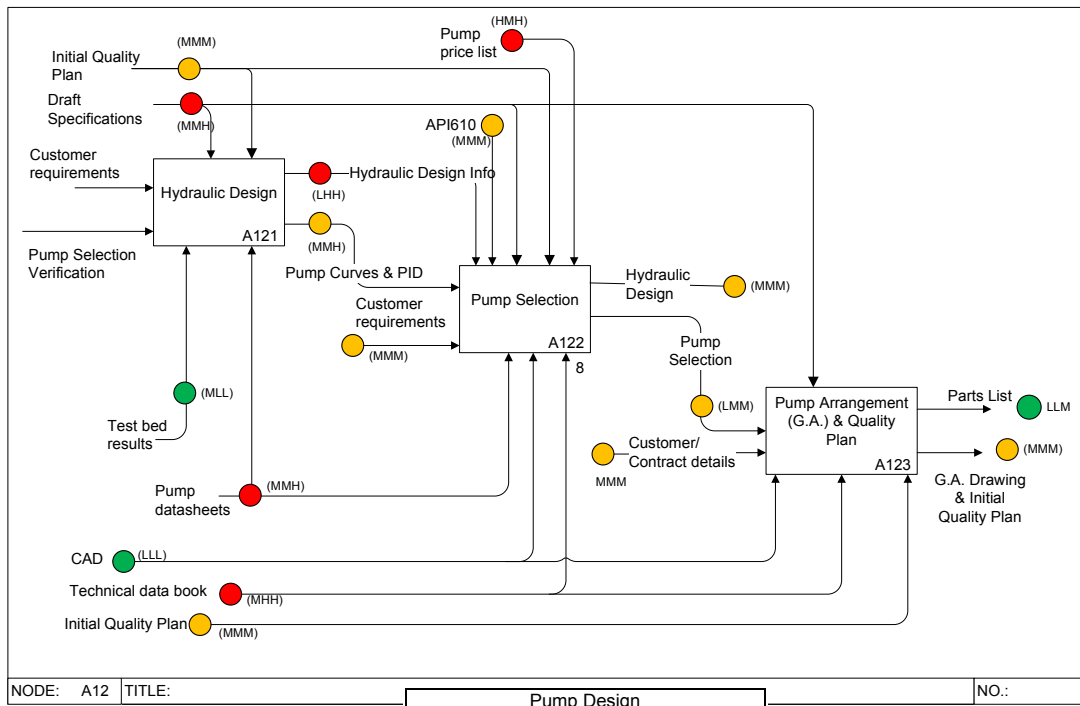 (HMH)
Pump
price list
(MMM)
Initial Quality
Plan
Draft
Specifications
(MMH)
API610
(MMM)
Customer
requirements
Hydraulic Design
A121
(LHH)
Hydraulic Design Info
(MMH)
Pump Selection
Verification
Pump Curves & PID
Customer
requirements
(MMM)
Pump Selection
A122
8
Hydraulic
Design
(MMM)
Pump
Selection
(MLL)
Test bed
results
(LMM)
Customer/
Contract details
MMM
Pump Arrangement
(G.A.) & Quality
Plan
A123
Parts List
LLM
(MMM)
G.A. Drawing
& Initial
Quality Plan
Pump
datasheets
(MMH)
CAD
(LLL)
Technical data book
(MHH)
Initial Quality Plan
(MMM)
NODE: A12
TITLE:
Pump Design
NO.: